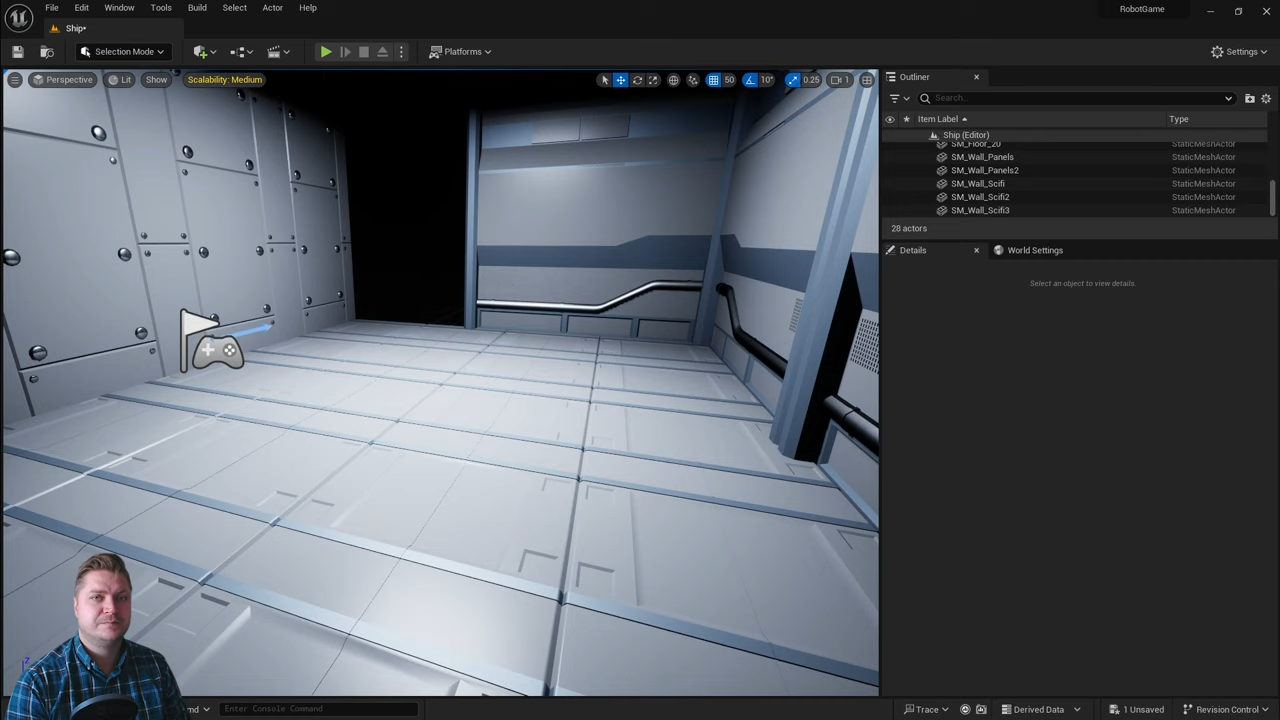 File Edit Window Tools Build Select Actor Help
RobotGame
Ship*
Selection Mode
Platforms
Settings
Perspective Lit Show Scalability: Medium
50 10° 0.25 1
Outliner
Search...
Item Label Type
Ship (Editor)
SM_Floor_20 StaticMeshActor
SM_Wall_Panels StaticMeshActor
SM_Wall_Panels2 StaticMeshActor
SM_Wall_Scifi StaticMeshActor
SM_Wall_Scifi2 StaticMeshActor
SM_Wall_Scifi3 StaticMeshActor
28 actors
Details World Settings
Select an object to view details.
z
md Enter Console Command
Trace Derived Data 1 Unsaved Revision Control